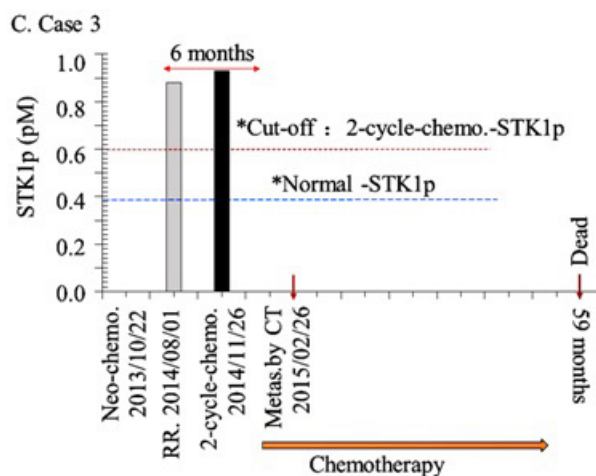 C. Case 3
6 months
1.0
0.8
0.6
0.4
0.2
0.0
STK1p (pM)
*Cut-off : 2-cycle-chemo.-STK1p
*Normal -STK1p
Neo-chemo.
2013/10/22
RR. 2014/08/01
2-cycle-chemo.
2014/11/26
Metas.by CT
2015/02/26
Dead
59 months
Chemotherapy